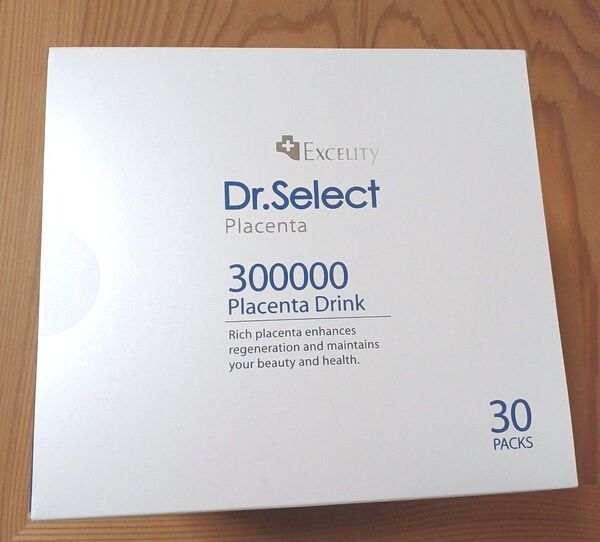 EXCELITY
Dr.Select
Placenta
300000
Placenta Drink
Rich placenta enhances
regeneration and maintains
your beauty and health.
30
PACKS